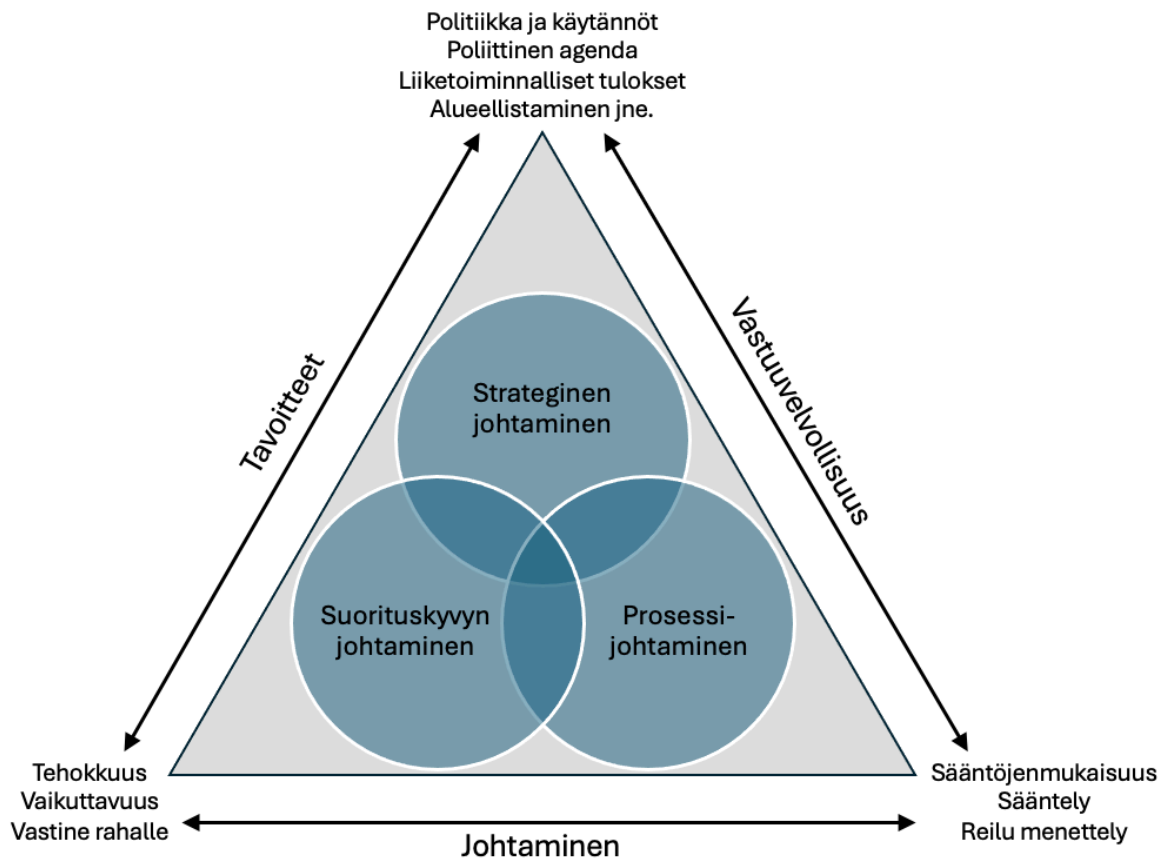 Politiikka ja käytännöt
Poliittinen agenda
Liiketoiminnalliset tulokset
Alueellistaminen jne.
Tavoitteet
Vastuuvelvollisuus
Strateginen
johtaminen
Suorituskyvyn
johtaminen
Prosessi-
johtaminen
Tehokkuus
Vaikuttavuus
Vastine rahalle
Sääntöjenmukaisuus
Sääntely
Reilu menettely
Johtaminen